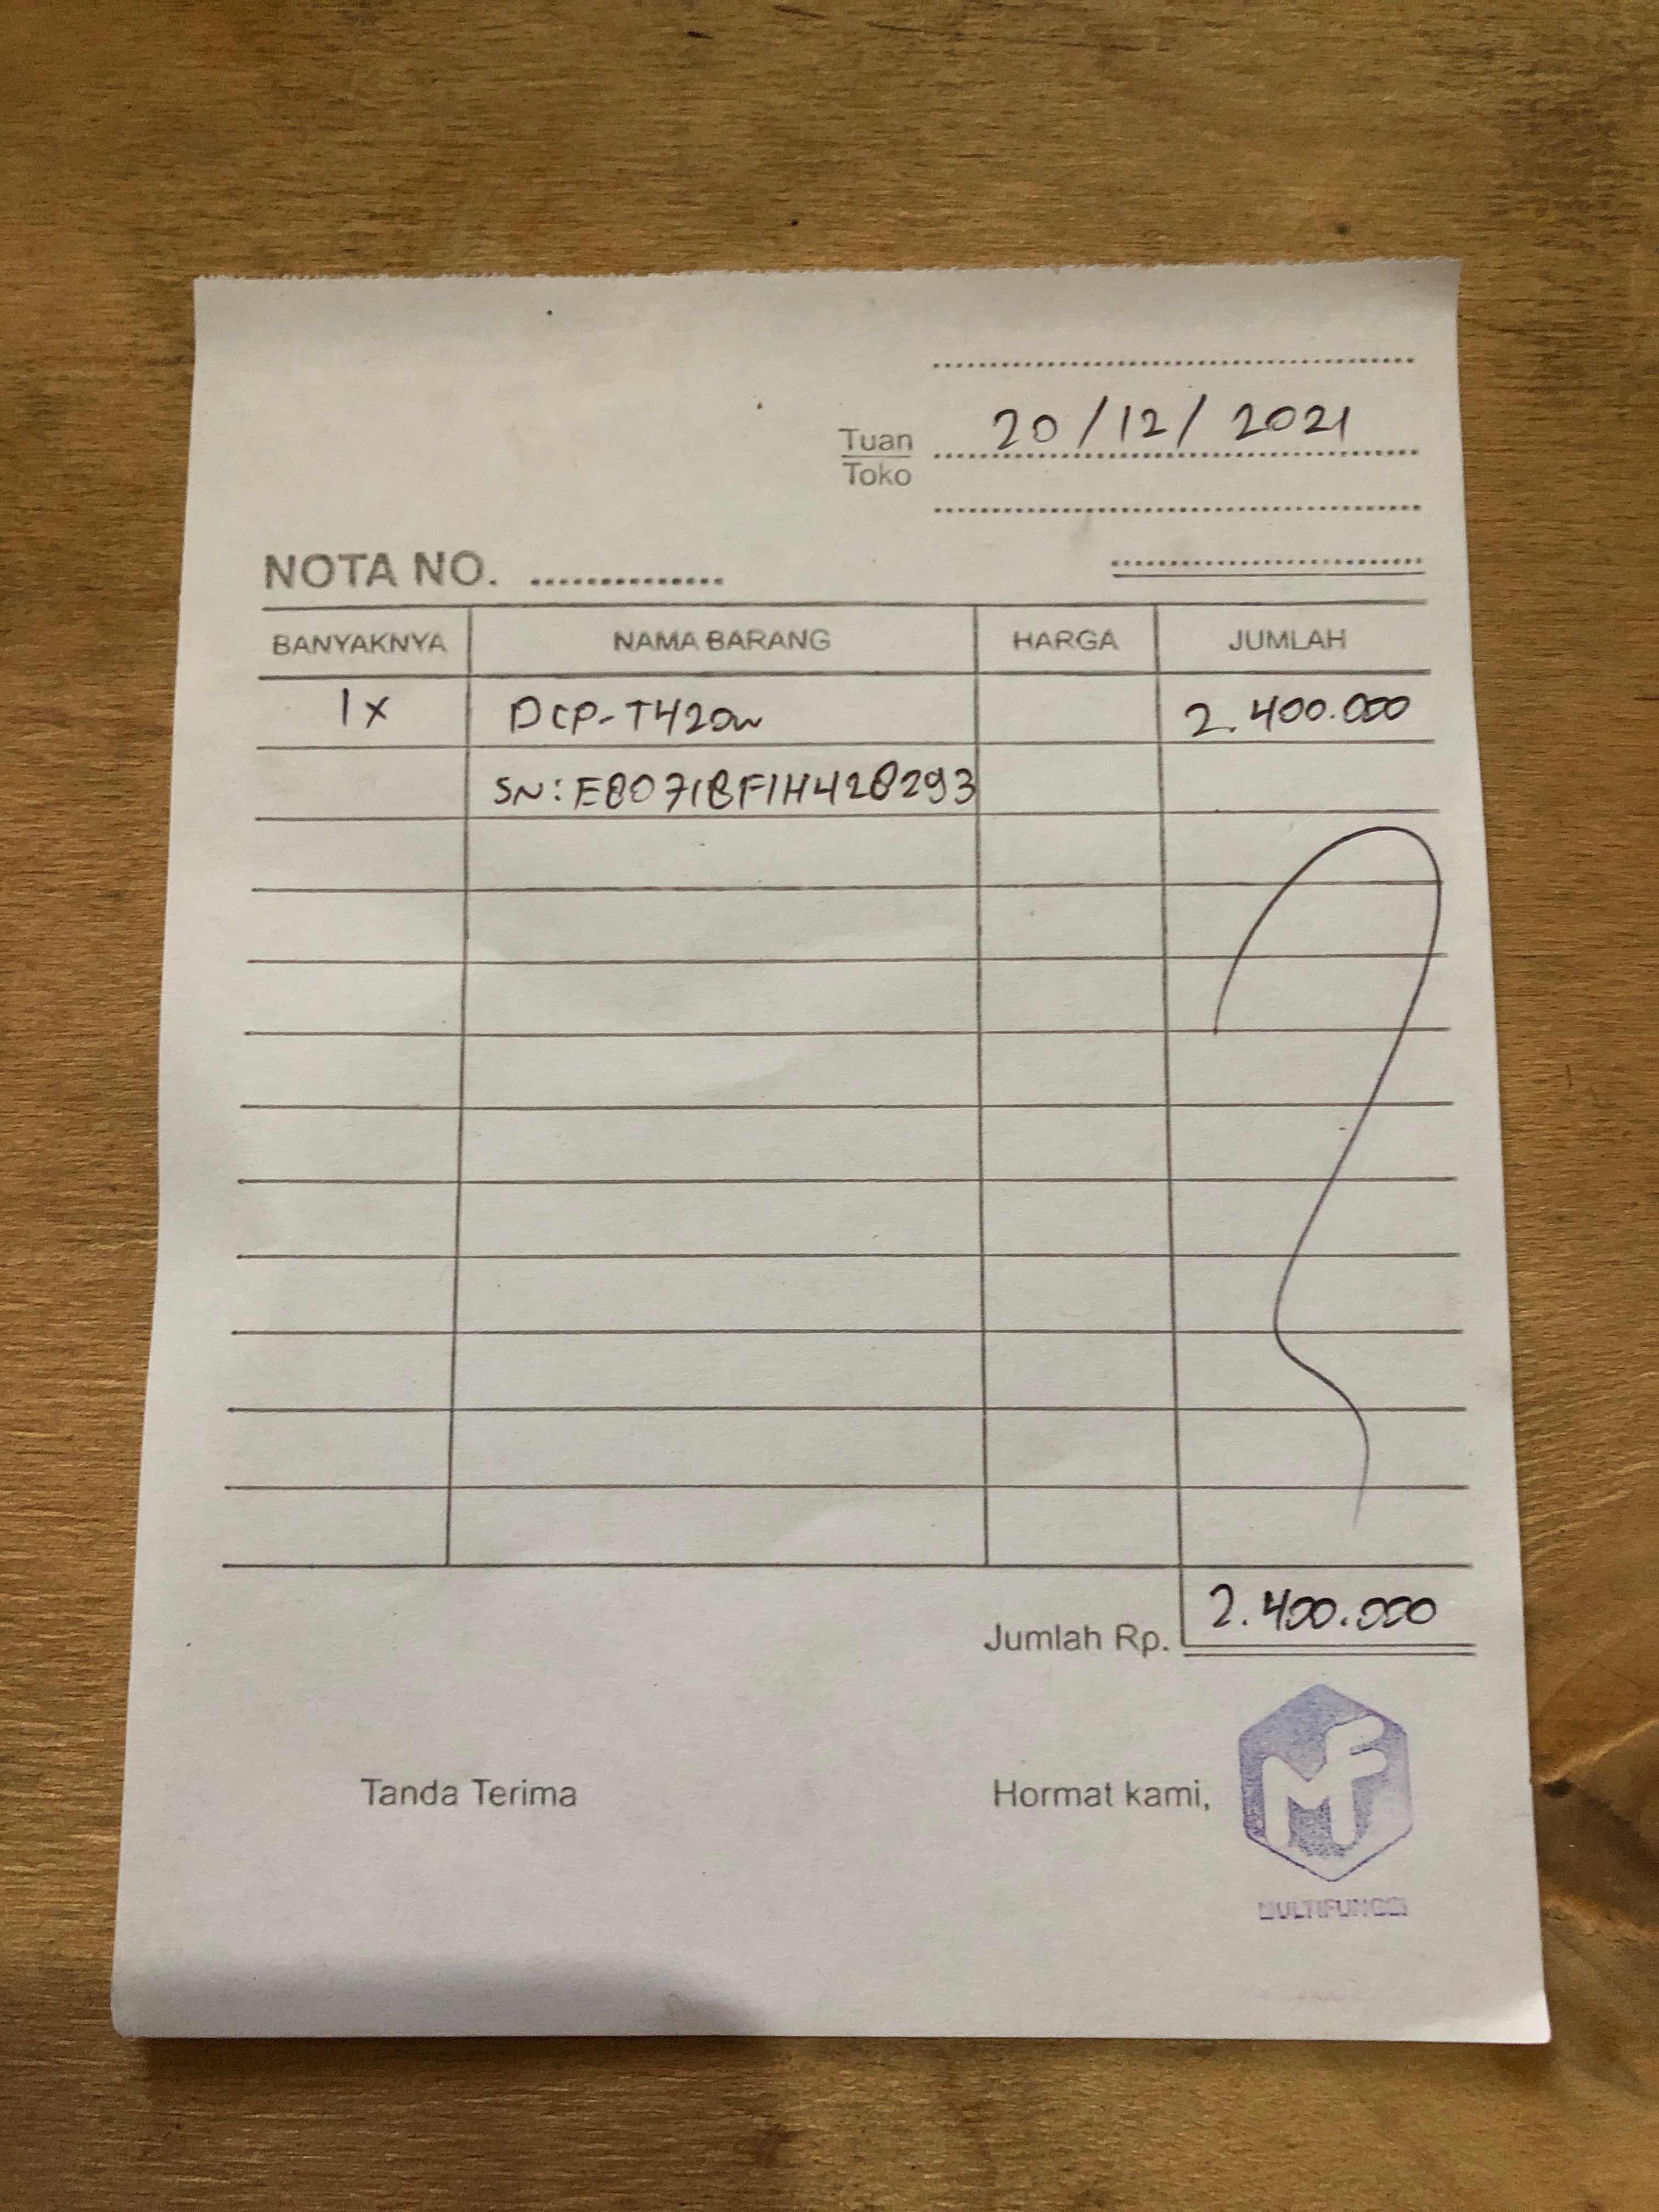 20/12/2021
Tuan
Toko
NOTA NO.
BANYAKNYA NAMA BARANG HARGA JUMLAH
1x DCP-T420w 2.400.000
SN: E80718F1H428293
Jumlah Rp. 2.400.000
Tanda Terima Hormat kami,
MF
MULTIFUNGSI